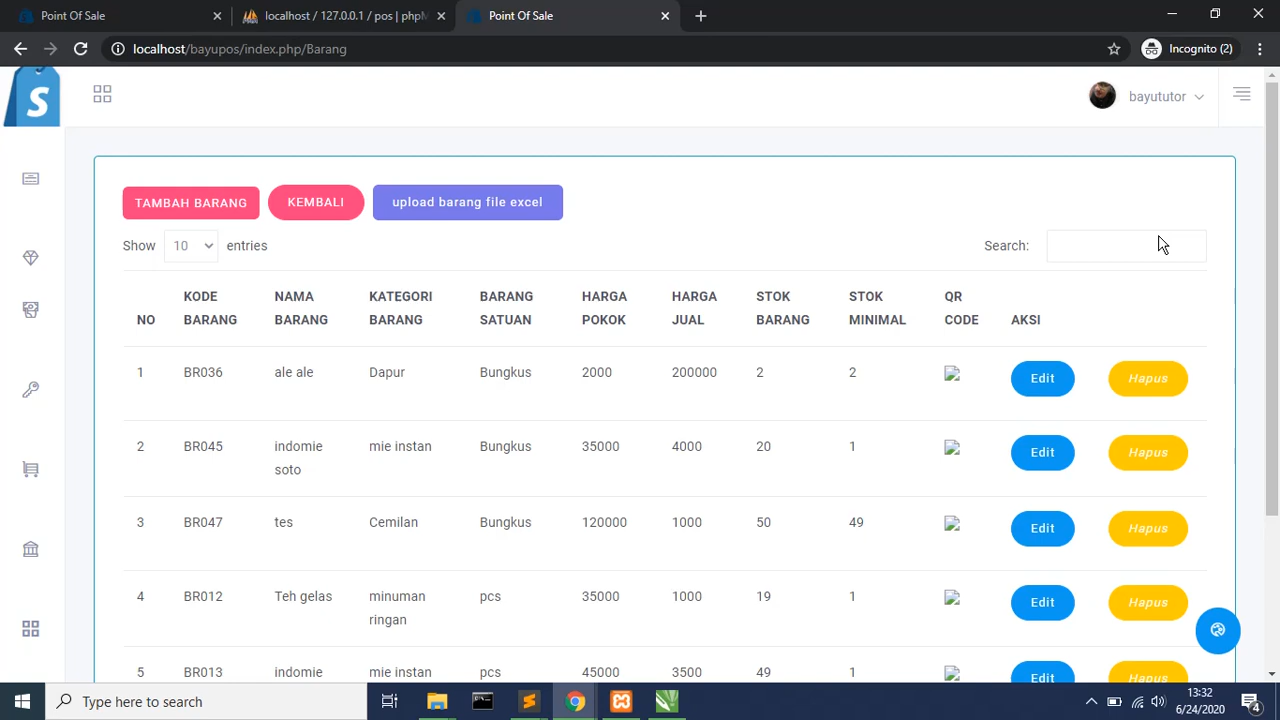 Point Of Sale
localhost / 127.0.0.1 / pos | phpM
Point Of Sale
localhost/bayupos/index.php/Barang
Incognito (2)
S
bayututor
TAMBAH BARANG
KEMBALI
upload barang file excel
Show 10 entries
Search:
NO KODE BARANG NAMA BARANG KATEGORI BARANG BARANG SATUAN HARGA POKOK HARGA JUAL STOK BARANG STOK MINIMAL QR CODE AKSI
1 BR036 ale ale Dapur Bungkus 2000 200000 2 2 Edit Hapus
2 BR045 indomie soto mie instan Bungkus 35000 4000 20 1 Edit Hapus
3 BR047 tes Cemilan Bungkus 120000 1000 50 49 Edit Hapus
4 BR012 Teh gelas minuman ringan pcs 35000 1000 19 1 Edit Hapus
5 BR013 indomie mie instan pcs 45000 3500 49 1 Edit Hapus
Type here to search
13:32
6/24/2020
4